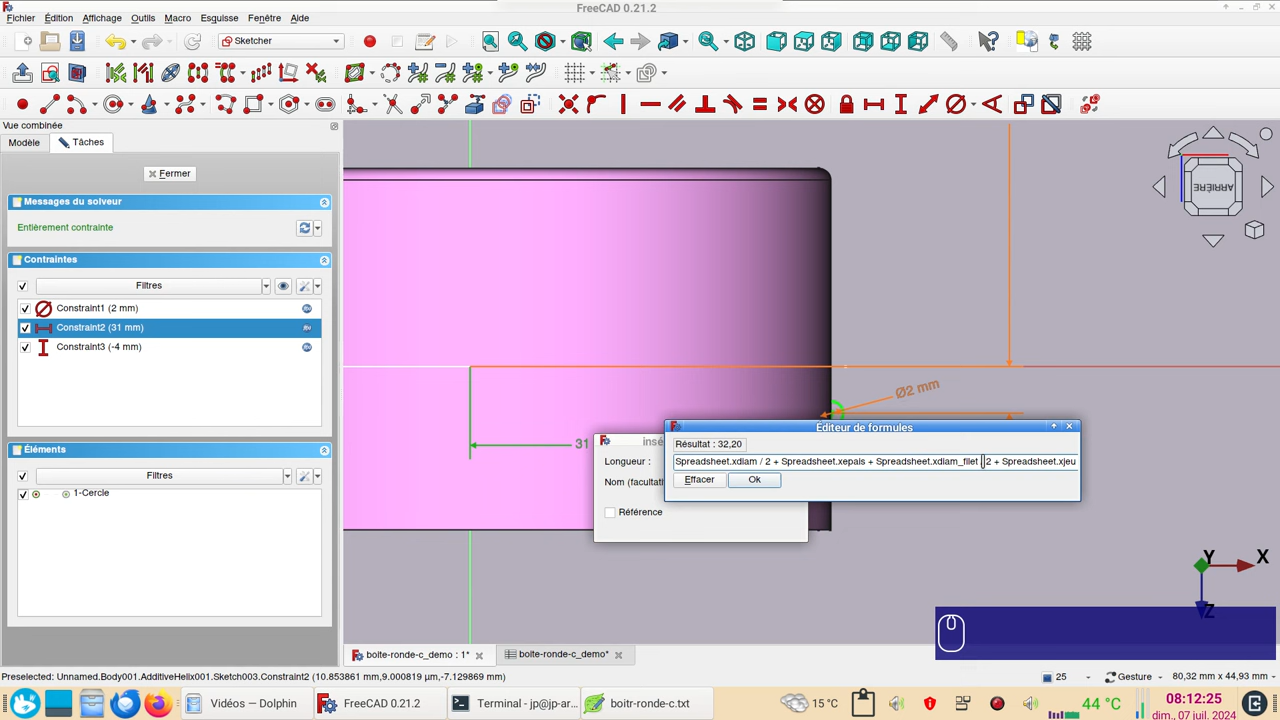 FreeCAD 0.21.2
Fichier Édition Affichage Outils Macro Esquisse Fenêtre Aide
Sketcher
Vue combinée
Modèle Tâches
Fermer
Messages du solveur
Entièrement contrainte
Contraintes
Filtres
Constraint1 (2 mm)
Constraint2 (31 mm)
Constraint3 (-4 mm)
Éléments
Filtres
1-Cercle
ARRIÈRE
Ø2 mm
31
Longueur :
Nom (facultati
Référence
Éditeur de formules
Résultat : 32,20
Spreadsheet.xdiam / 2 + Spreadsheet.xepais + Spreadsheet.xdiam_filet / 2 + Spreadsheet.xjeu
Effacer Ok
Y X
Z
boite-ronde-c_demo : 1* boite-ronde-c_demo*
Preselected: Unnamed.Body001.AdditiveHelix001.Sketch003.Constraint2 (10.853861 mm,9.000819 µm,-7.129869 mm) 25 Gesture 80,32 mm x 44,93 mm
Vidéos — Dolphin FreeCAD 0.21.2 Terminal - jp@jp-ar... boitr-ronde-c.txt 15 °C 44 °C 08:12:25
dim., 07 juil. 2024